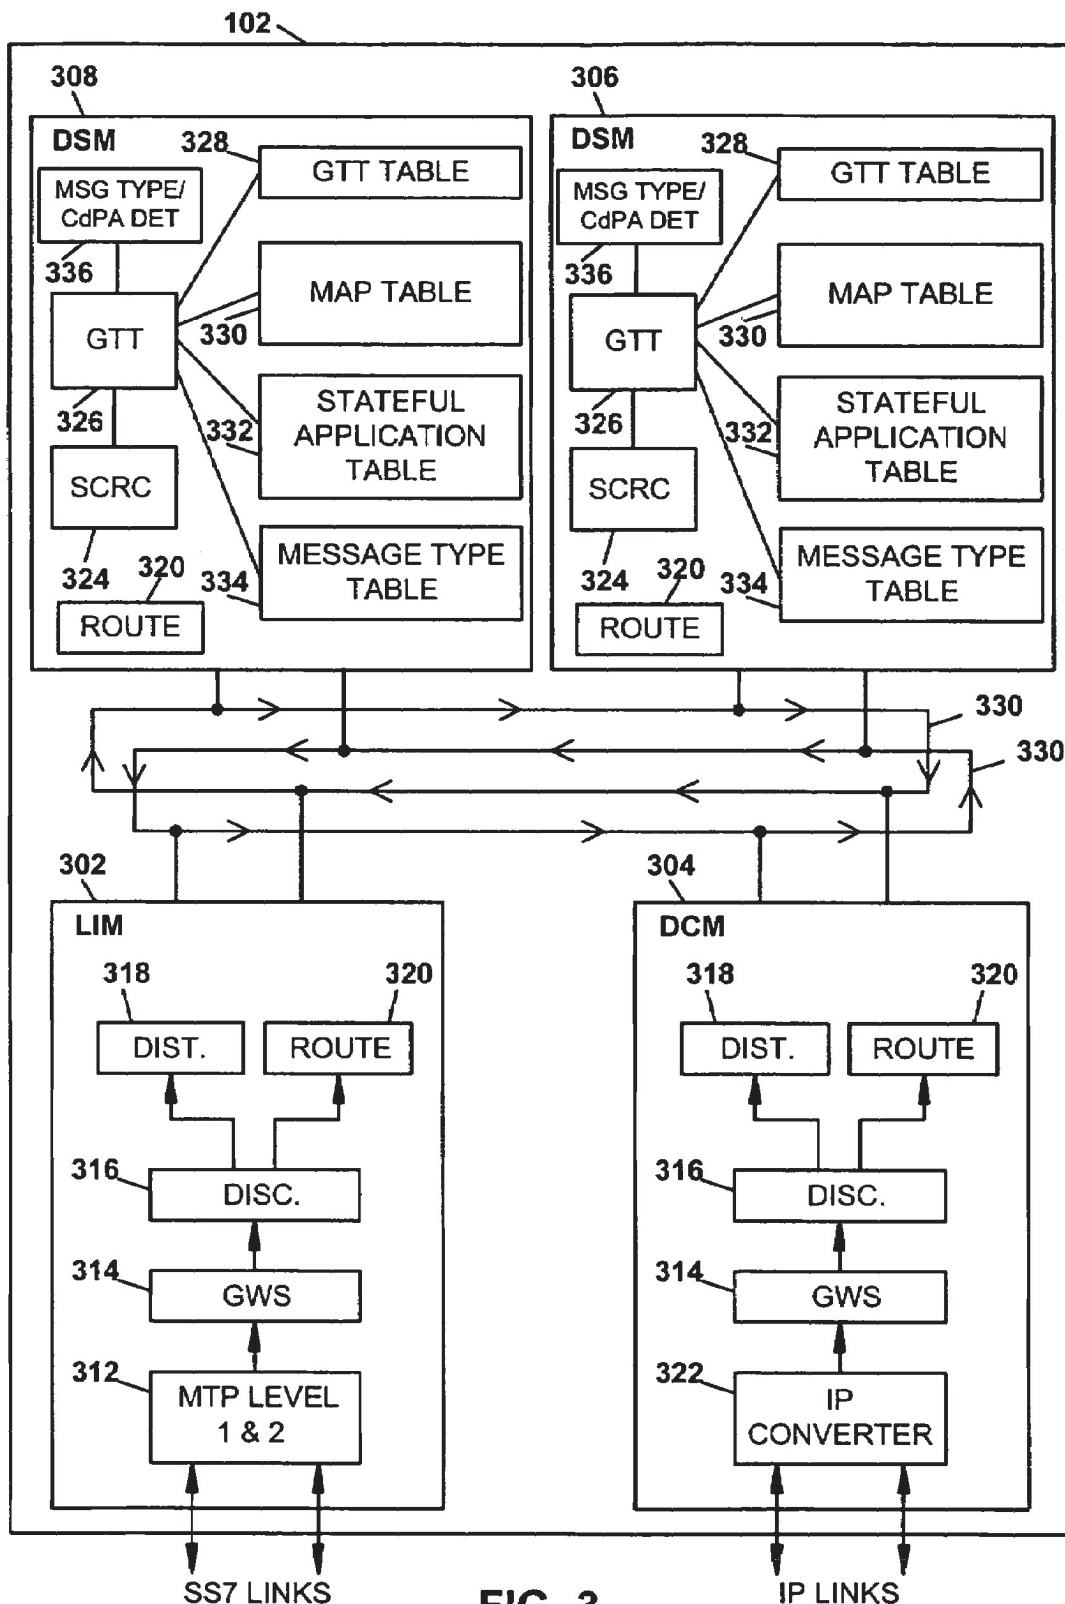 102
308
306
DSM
328
GTT TABLE
MSG TYPE/
CdPA DET
336
MAP TABLE
330
GTT
326
STATEFUL
APPLICATION
TABLE
332
SCRC
324
MESSAGE TYPE
TABLE
334
320
ROUTE
DSM
328
GTT TABLE
MSG TYPE/
CdPA DET
336
MAP TABLE
330
GTT
326
STATEFUL
APPLICATION
TABLE
332
SCRC
324
MESSAGE TYPE
TABLE
334
320
ROUTE
330
330
302
LIM
318
320
DIST.
ROUTE
316
DISC.
314
GWS
312
MTP LEVEL
1 & 2
SS7 LINKS
304
DCM
318
320
DIST.
ROUTE
316
DISC.
314
GWS
322
IP
CONVERTER
IP LINKS
FIG. 3